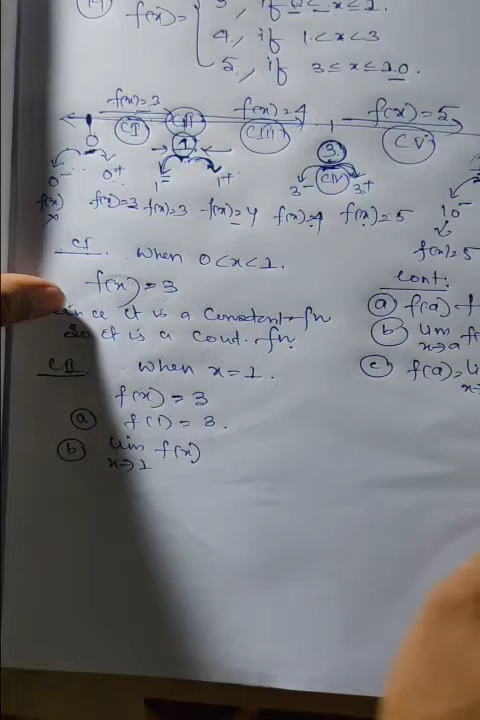 f(x) = { 3, if 0 ≤ x ≤ 1.
4, if 1 < x < 3
5, if 3 ≤ x ≤ 10.
f(x) = 3 f(x) = 4 f(x) = 5
CI CII CIII CV
0 1 3
CIV
0- 0+ 1- 1+ 3- 3+ 10-
f(x) x f(x)=3 f(x)=3 f(x)=4 f(x)=4 f(x)=5
f(x)=5
CI When 0<x<1.
f(x) = 3
it is a Constent fn
So it is a cont. fn.
CII When x=1.
f(x) = 3
(a) f(1) = 3.
(b) lim f(x)
x→1
Cont:
(a) f(a)
(b) lim
x→a
(c) f(a) =